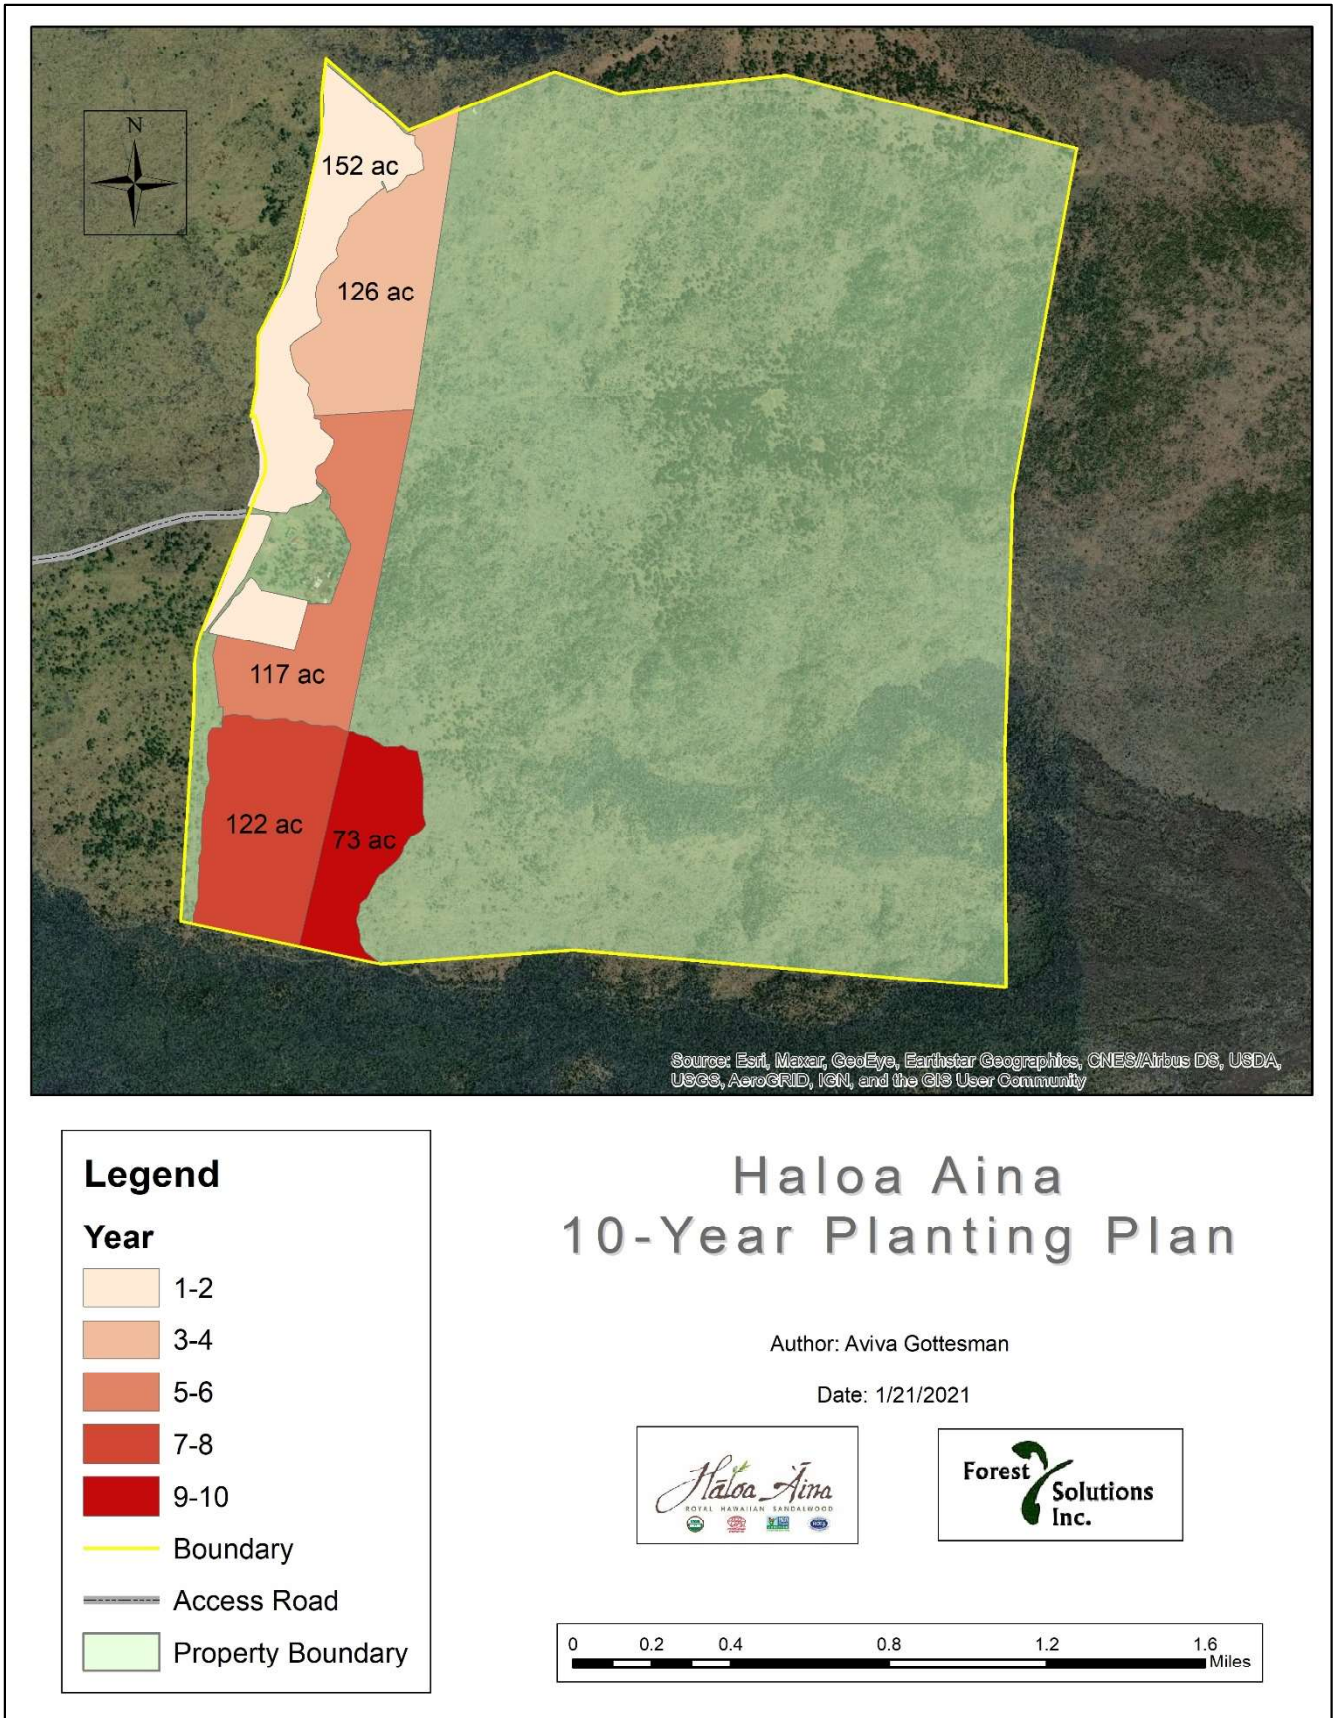 N
152 ac
126 ac
117 ac
122 ac
73 ac
Source: Esri, Maxar, GeoEye, Earthstar Geographics, CNES/Airbus DS, USDA,
USGS, AeroGRID, IGN, and the GIS User Community
Legend
Year
1-2
3-4
5-6
7-8
9-10
Boundary
Access Road
Property Boundary
Haloa Aina
10-Year Planting Plan
Author: Aviva Gottesman
Date: 1/21/2021
Hāloa Āina
ROYAL HAWAIIAN SANDALWOOD
Forest
Solutions
Inc.
0 0.2 0.4 0.8 1.2 1.6
Miles